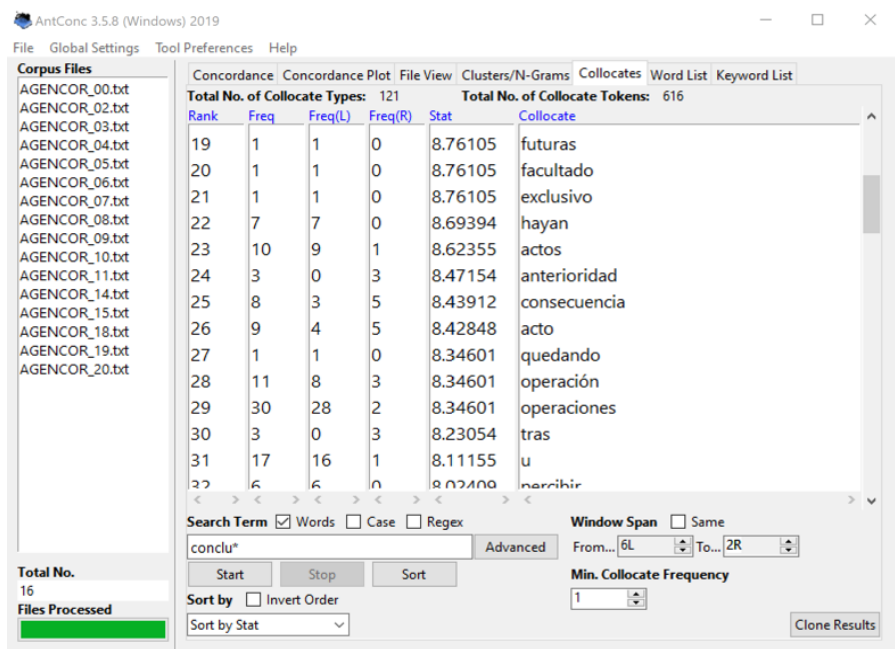 AntConc 3.5.8 (Windows) 2019
File Global Settings Tool Preferences Help
Corpus Files
AGENCOR_00.txt
AGENCOR_02.txt
AGENCOR_03.txt
AGENCOR_04.txt
AGENCOR_05.txt
AGENCOR_06.txt
AGENCOR_07.txt
AGENCOR_08.txt
AGENCOR_09.txt
AGENCOR_10.txt
AGENCOR_11.txt
AGENCOR_14.txt
AGENCOR_15.txt
AGENCOR_18.txt
AGENCOR_19.txt
AGENCOR_20.txt
Total No.
16
Files Processed
Concordance Concordance Plot File View Clusters/N-Grams Collocates Word List Keyword List
Total No. of Collocate Types: 121 Total No. of Collocate Tokens: 616
Rank Freq Freq(L) Freq(R) Stat Collocate
19 1 1 0 8.76105 futuras
20 1 1 0 8.76105 facultado
21 1 1 0 8.76105 exclusivo
22 7 7 0 8.69394 hayan
23 10 9 1 8.62355 actos
24 3 0 3 8.47154 anterioridad
25 8 3 5 8.43912 consecuencia
26 9 4 5 8.42848 acto
27 1 1 0 8.34601 quedando
28 11 8 3 8.34601 operación
29 30 28 2 8.34601 operaciones
30 3 0 3 8.23054 tras
31 17 16 1 8.11155 u
32 6 6 0 8.02409 percibir
Search Term Words Case Regex Window Span Same
conclu* Advanced From... 6L To... 2R
Start Stop Sort Min. Collocate Frequency
Sort by Invert Order 1
Sort by Stat Clone Results